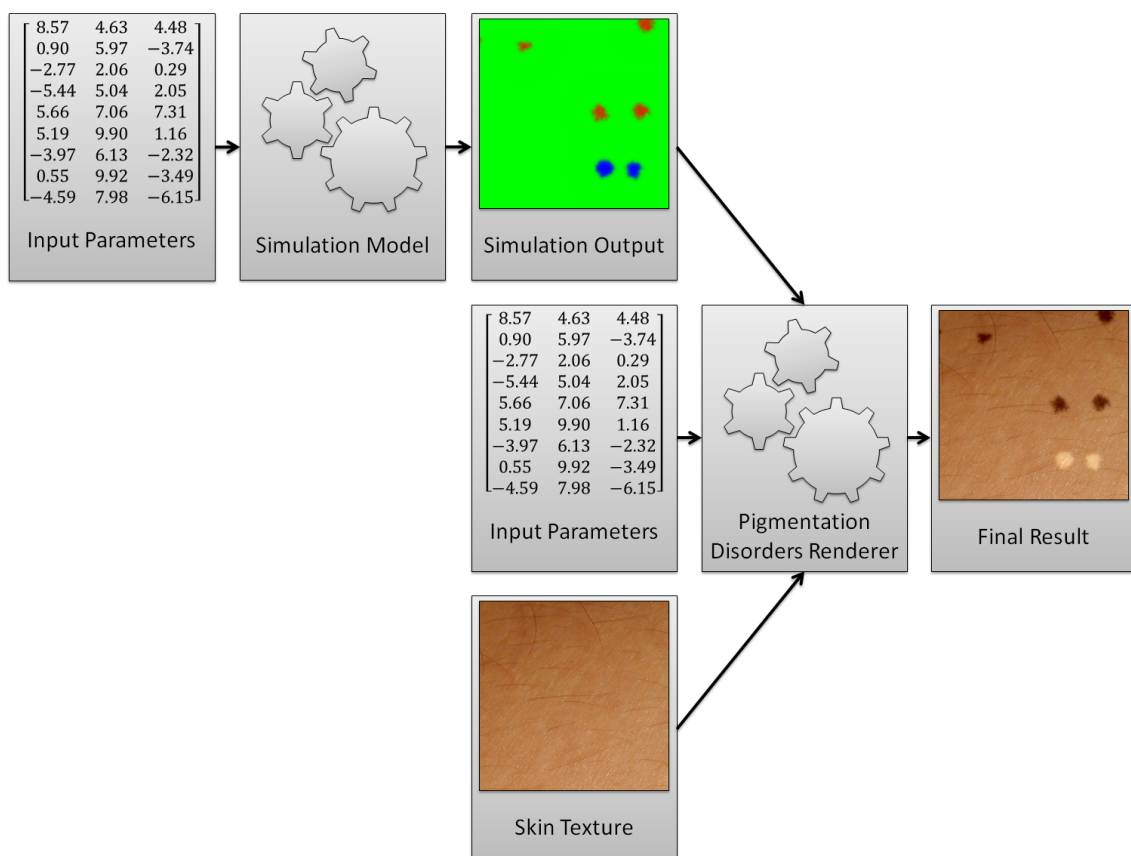 8.57 4.63 4.48
0.90 5.97 −3.74
−2.77 2.06 0.29
−5.44 5.04 2.05
5.66 7.06 7.31
5.19 9.90 1.16
−3.97 6.13 −2.32
0.55 9.92 −3.49
−4.59 7.98 −6.15
Input Parameters
Simulation Model
Simulation Output
8.57 4.63 4.48
0.90 5.97 −3.74
−2.77 2.06 0.29
−5.44 5.04 2.05
5.66 7.06 7.31
5.19 9.90 1.16
−3.97 6.13 −2.32
0.55 9.92 −3.49
−4.59 7.98 −6.15
Input Parameters
Pigmentation
Disorders Renderer
Final Result
Skin Texture